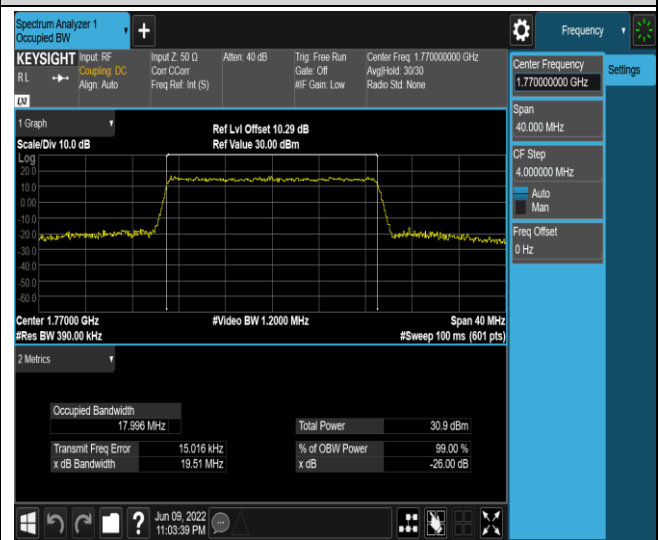 Spectrum Analyzer 1
Occupied BW
+
Frequency
KEYSIGHT
RL
LXI
Input: RF
Coupling: DC
Align: Auto
Input Z: 50 Ω
Corr CCorr
Freq Ref: Int (S)
Atten: 40 dB
Trig: Free Run
Gate: Off
#IF Gain: Low
Center Freq: 1.770000000 GHz
Avg|Hold: 30/30
Radio Std: None
Center Frequency
1.770000000 GHz
Settings
Span
40.000 MHz
CF Step
4.000000 MHz
Auto
Man
Freq Offset
0 Hz
1 Graph
Scale/Div 10.0 dB
Ref Lvl Offset 10.29 dB
Ref Value 30.00 dBm
Log
20.0
10.0
0.00
-10.0
-20.0
-30.0
-40.0
-50.0
-60.0
Center 1.77000 GHz
#Video BW 1.2000 MHz
Span 40 MHz
#Res BW 390.00 kHz
#Sweep 100 ms (601 pts)
2 Metrics
Occupied Bandwidth
17.996 MHz
Total Power 30.9 dBm
Transmit Freq Error 15.016 kHz
% of OBW Power 99.00 %
x dB Bandwidth 19.51 MHz
x dB -26.00 dB
?
Jun 09, 2022
11:03:39 PM